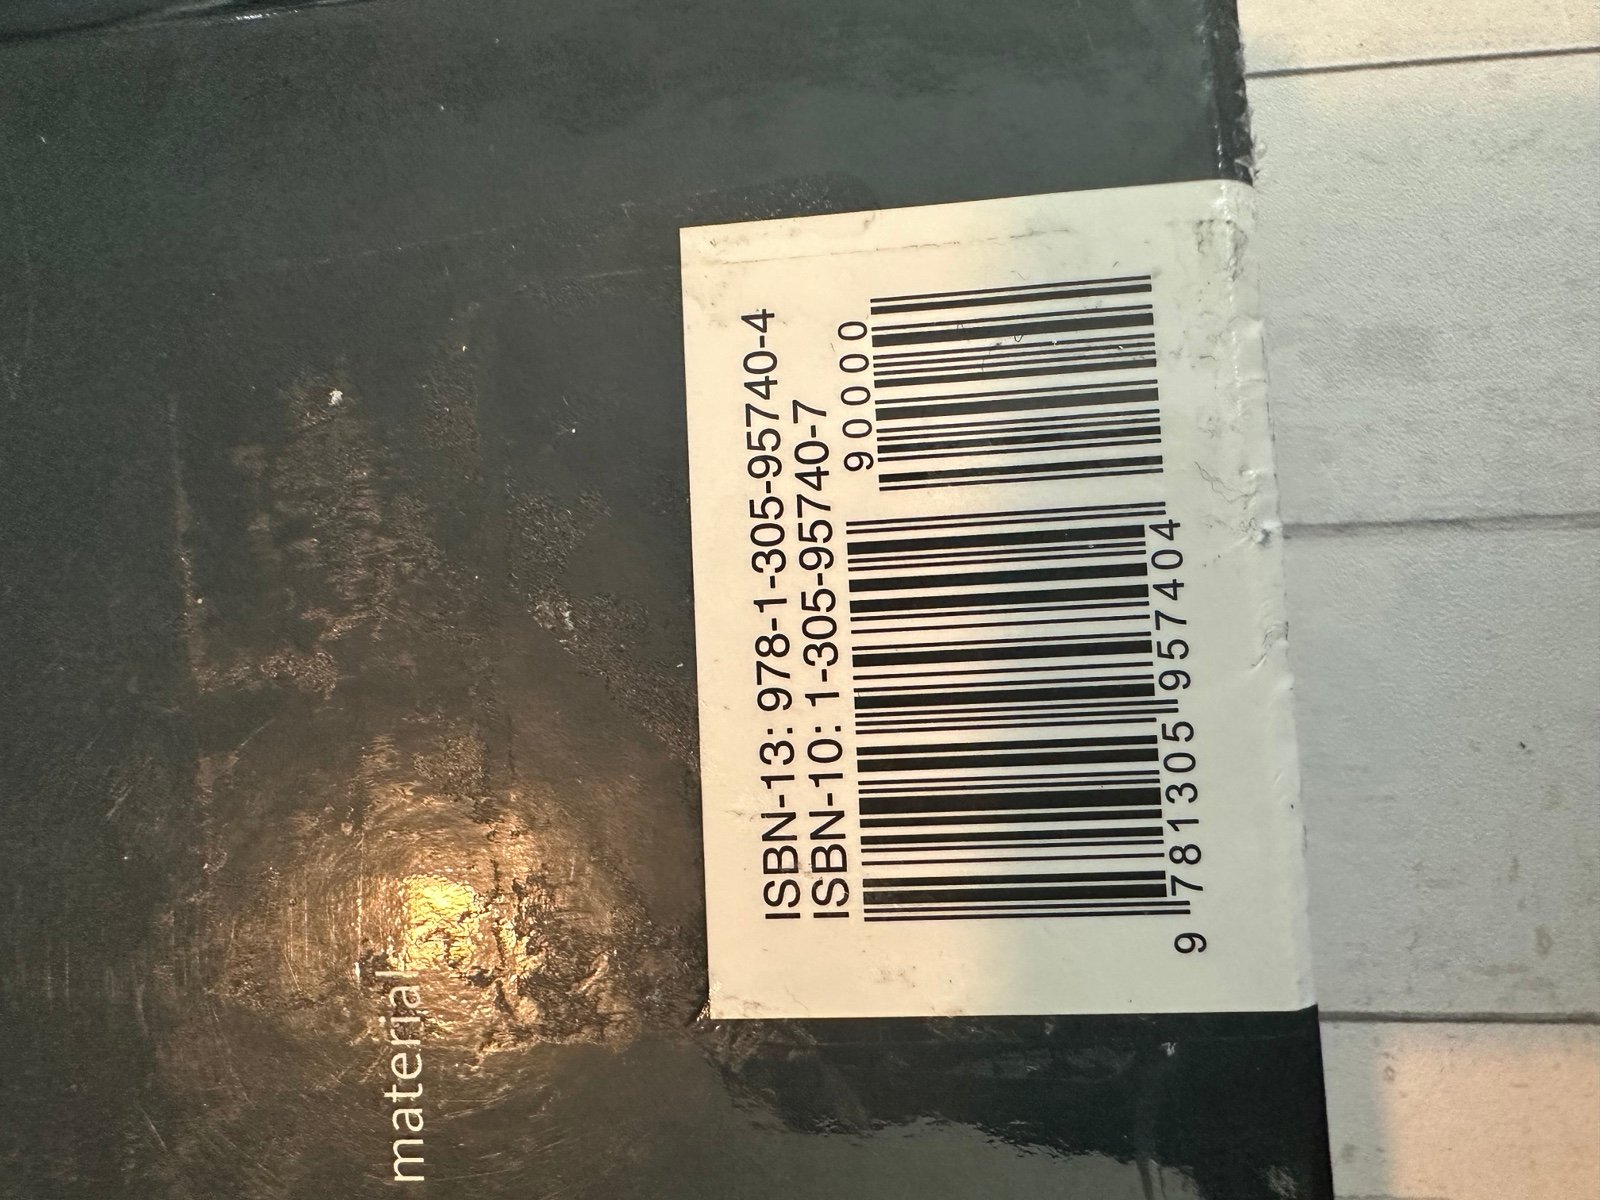 material
ISBN-13: 978-1-305-95740-4
ISBN-10: 1-305-95740-7
90000
9 781305 957404